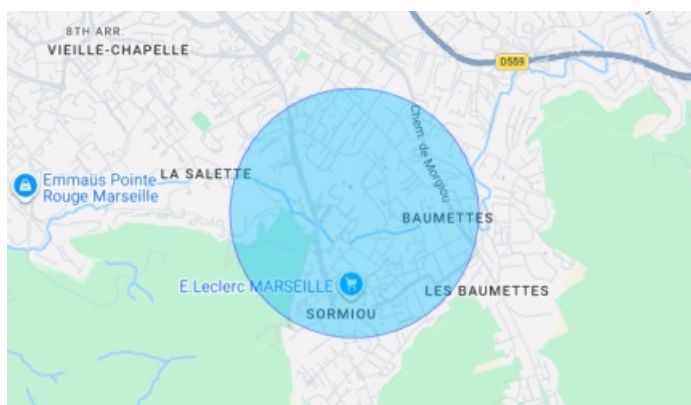 8TH ARR.
VIEILLE-CHAPELLE
D559
Chem. de Morgiou
LA SALETTE
Emmaüs Pointe
Rouge Marseille
BAUMETTES
E.Leclerc MARSEILLE
LES BAUMETTES
SORMIOU